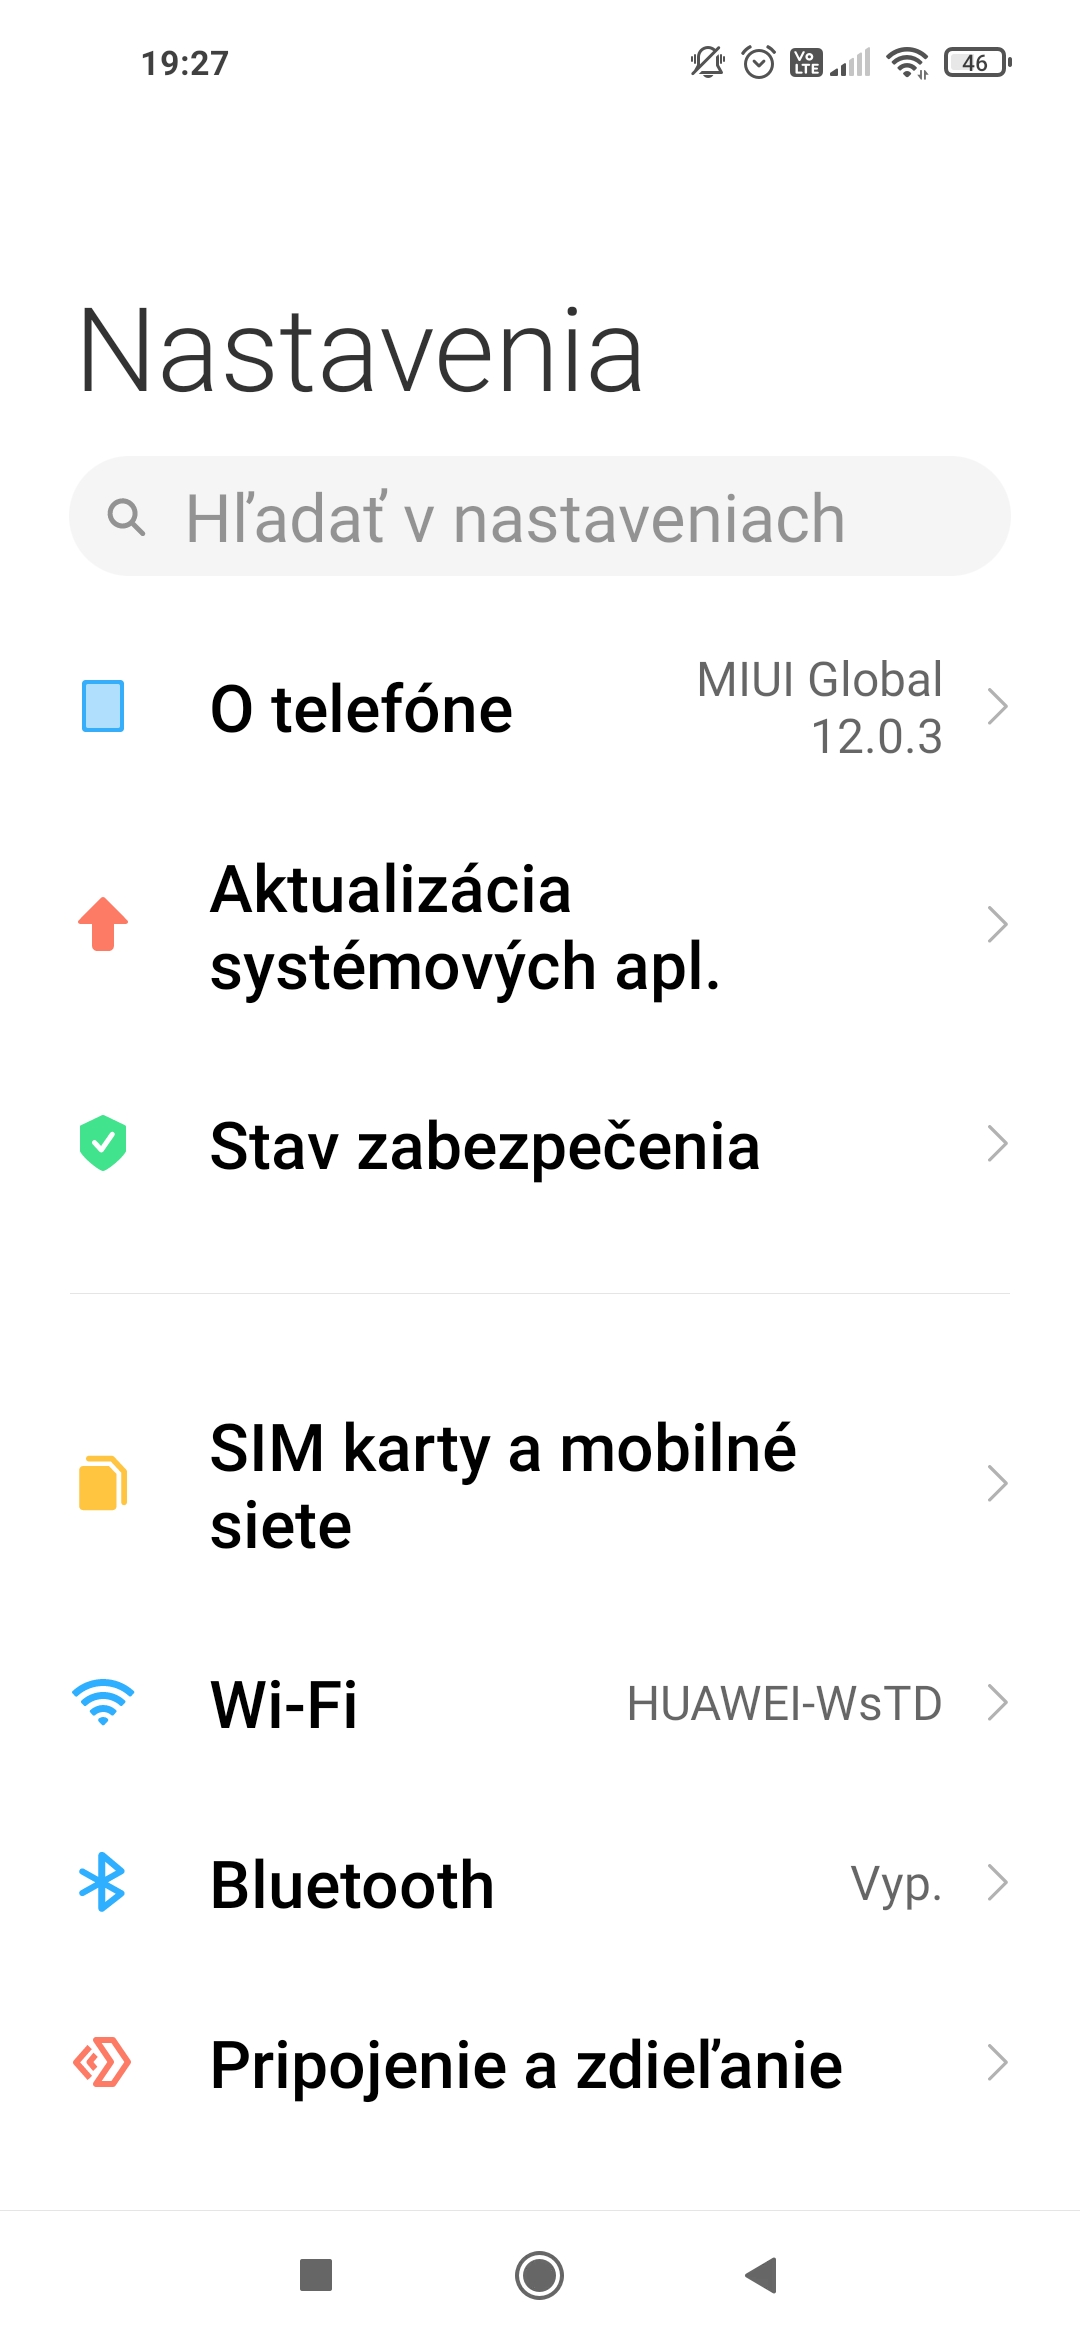 19:27
Vo LTE
46
Nastavenia
Hľadať v nastaveniach
O telefóne
MIUI Global
12.0.3
Aktualizácia
systémových apl.
Stav zabezpečenia
SIM karty a mobilné
siete
Wi-Fi
HUAWEI-WsTD
Bluetooth
Vyp.
Pripojenie a zdieľanie